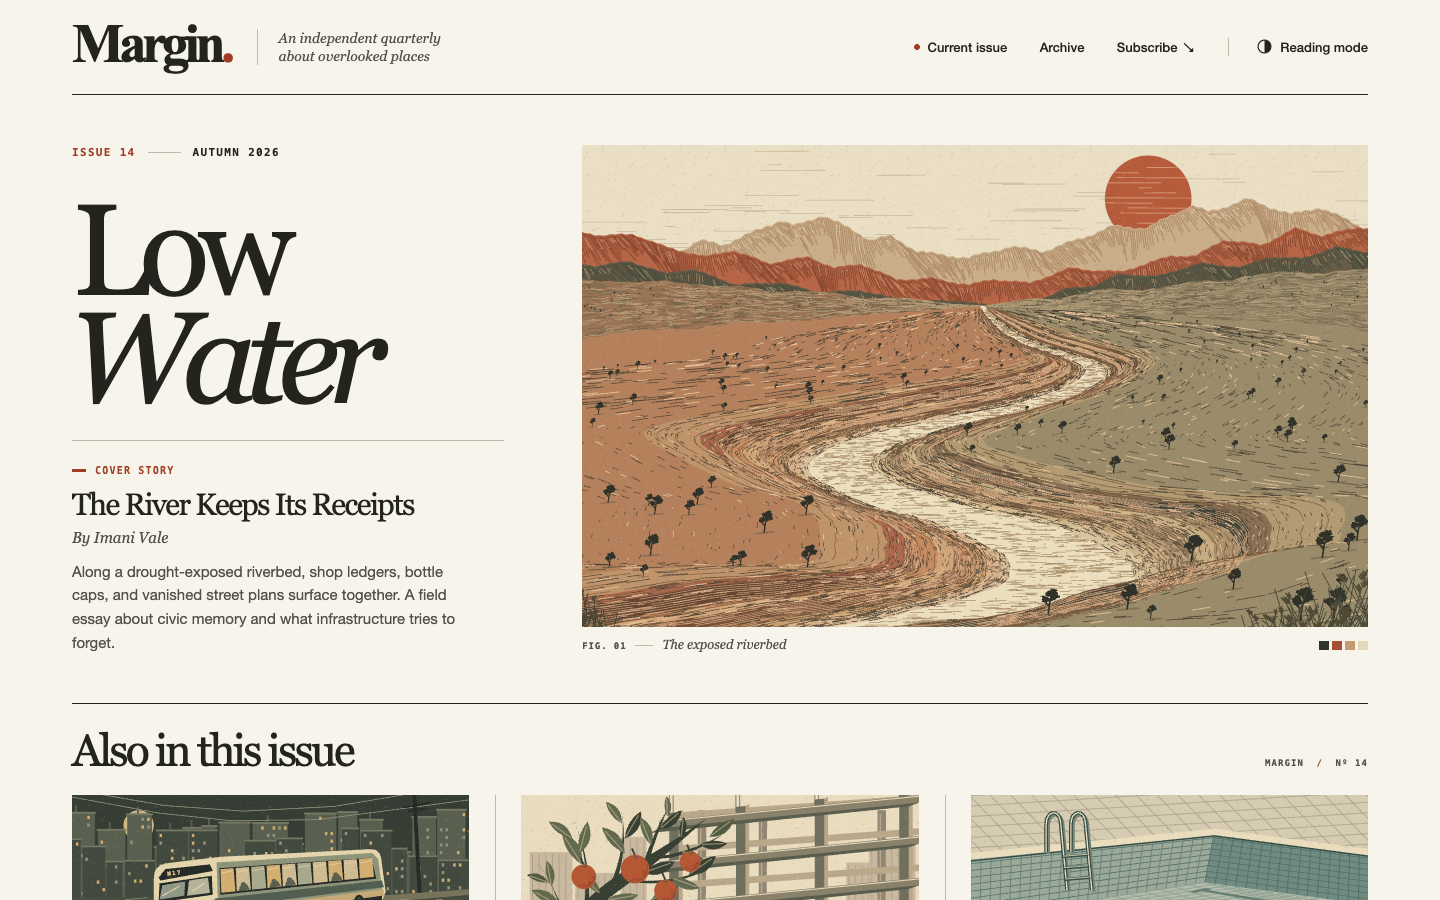 Margin.
An independent quarterly
about overlooked places
Current issue
Archive
Subscribe ↘
Reading mode
ISSUE 14 — AUTUMN 2026
Low
Water
COVER STORY
The River Keeps Its Receipts
By Imani Vale
Along a drought-exposed riverbed, shop ledgers, bottle
caps, and vanished street plans surface together. A field
essay about civic memory and what infrastructure tries to
forget.
FIG. 01 — The exposed riverbed
Also in this issue
MARGIN / Nº 14
N17